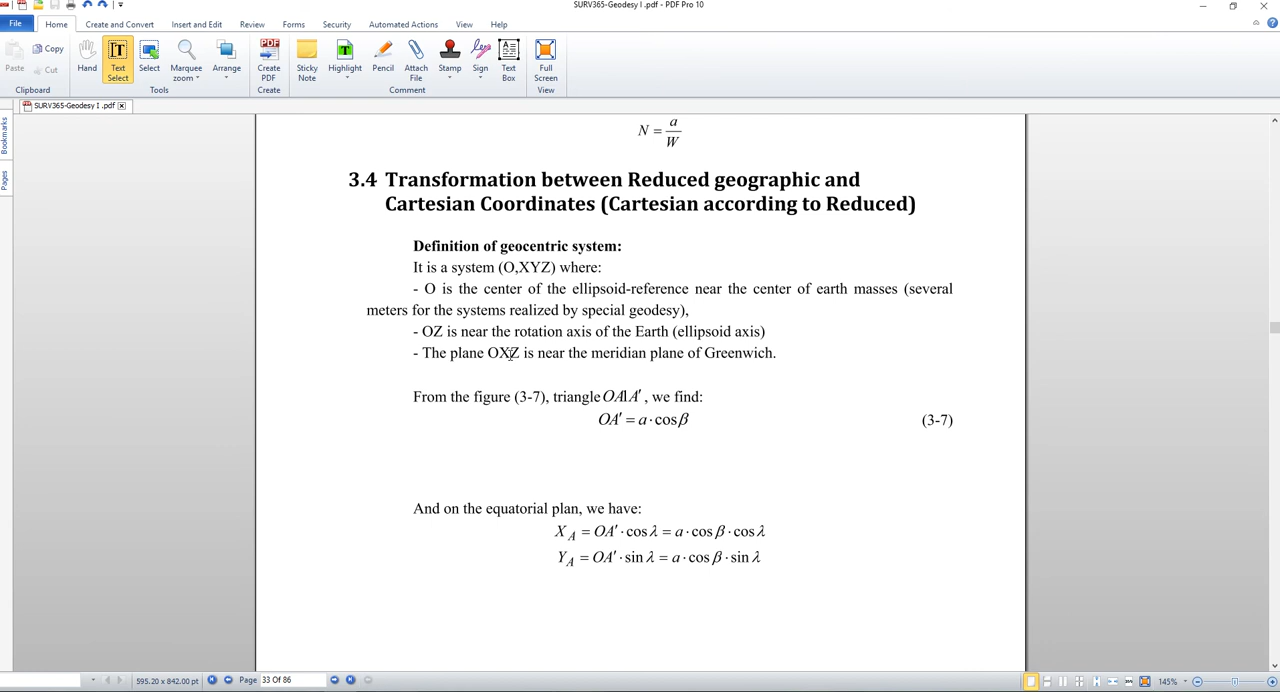 SURV365-Geodesy I .pdf - PDF Pro 10
File Home Create and Convert Insert and Edit Review Forms Security Automated Actions View Help
Paste Copy Cut
Clipboard
Hand Text Select Select Marquee zoom Arrange
Tools
Create PDF
Create
Sticky Note Highlight Pencil Attach File Stamp Sign Text Box
Comment
Full Screen
View
SURV365-Geodesy I .pdf
Bookmarks
Pages
N = a/W
3.4 Transformation between Reduced geographic and
Cartesian Coordinates (Cartesian according to Reduced)
Definition of geocentric system:
It is a system (O,XYZ) where:
- O is the center of the ellipsoid-reference near the center of earth masses (several
meters for the systems realized by special geodesy),
- OZ is near the rotation axis of the Earth (ellipsoid axis)
- The plane OXZ is near the meridian plane of Greenwich.
From the figure (3-7), triangle OA1A′, we find:
OA′ = a · cos β (3-7)
And on the equatorial plan, we have:
X_A = OA′ · cos λ = a · cos β · cos λ
Y_A = OA′ · sin λ = a · cos β · sin λ
595.20 x 842.00 pt Page 33 Of 86 145%